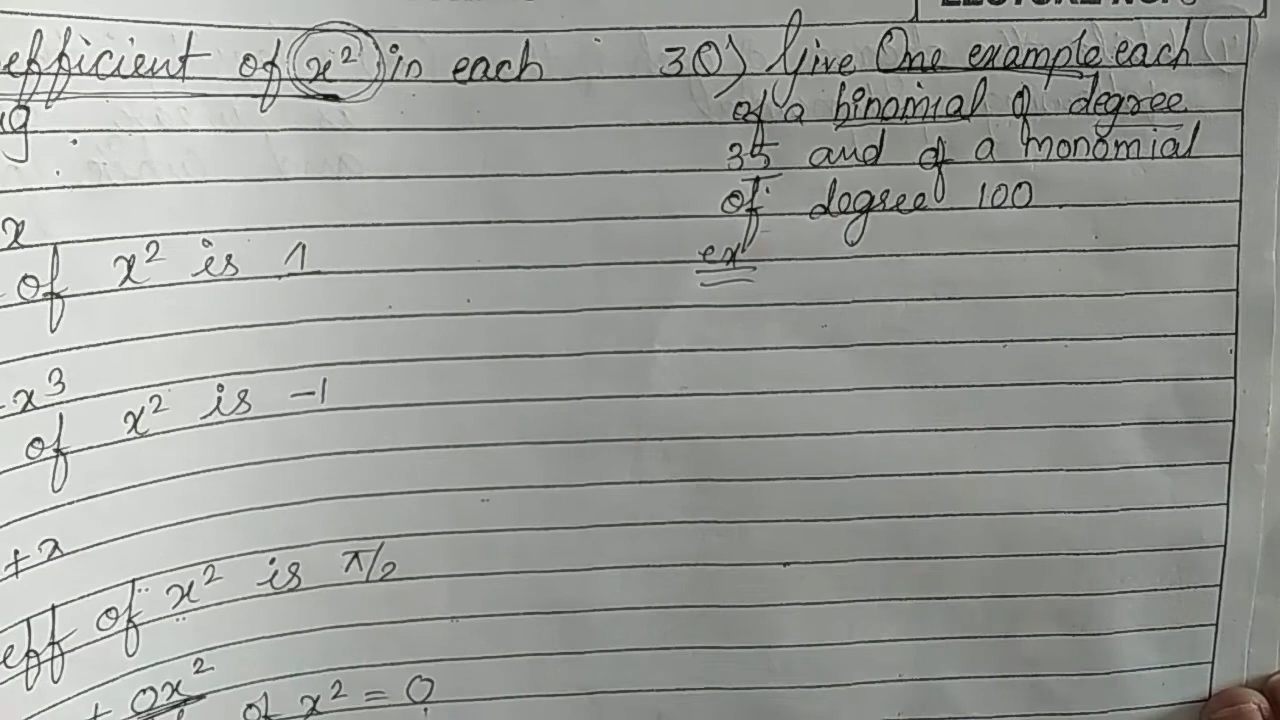 efficient of x² in each
g
x
of x² is 1
-x³
of x² is -1
+x
eff of x² is π/2
+ 0x²
of x² = 0
3Q) Give One example each
of a binomial of degree
35 and of a monomial
of degree 100
ex